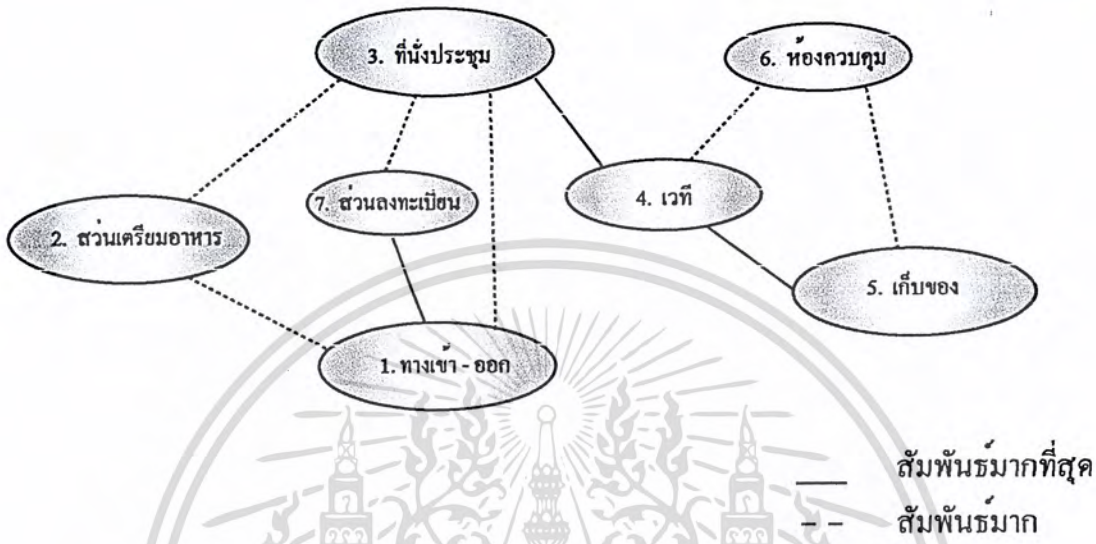 3. ที่นั่งประชุม
6. ห้องควบคุม
7. ส่วนลงทะเบียน
4. เวที
2. ส่วนเตรียมอาหาร
5. เก็บของ
1. ทางเข้า - ออก
สัมพันธ์มากที่สุด
สัมพันธ์มาก